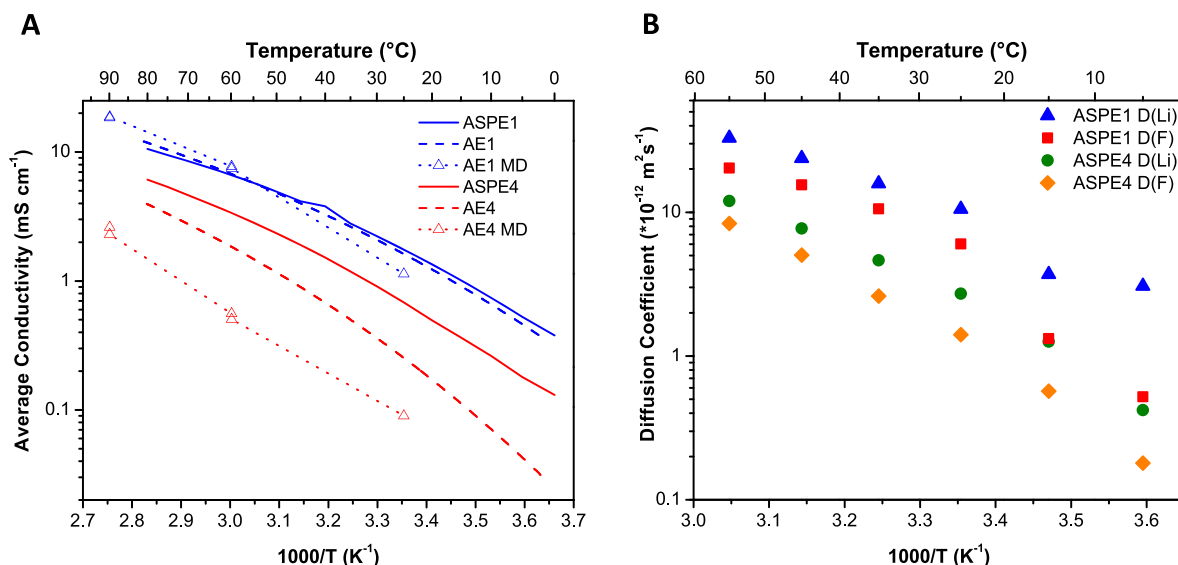 A
Temperature (°C)
90 80 70 60 50 40 30 20 10 0
10
1
0.1
Average Conductivity (mS cm⁻¹)
ASPE1
AE1
AE1 MD
ASPE4
AE4
AE4 MD
2.7 2.8 2.9 3.0 3.1 3.2 3.3 3.4 3.5 3.6 3.7
1000/T (K⁻¹)
B
Temperature (°C)
60 50 40 30 20 10
10
1
0.1
Diffusion Coefficient (*10⁻¹² m² s⁻¹)
ASPE1 D(Li)
ASPE1 D(F)
ASPE4 D(Li)
ASPE4 D(F)
3.0 3.1 3.2 3.3 3.4 3.5 3.6
1000/T (K⁻¹)